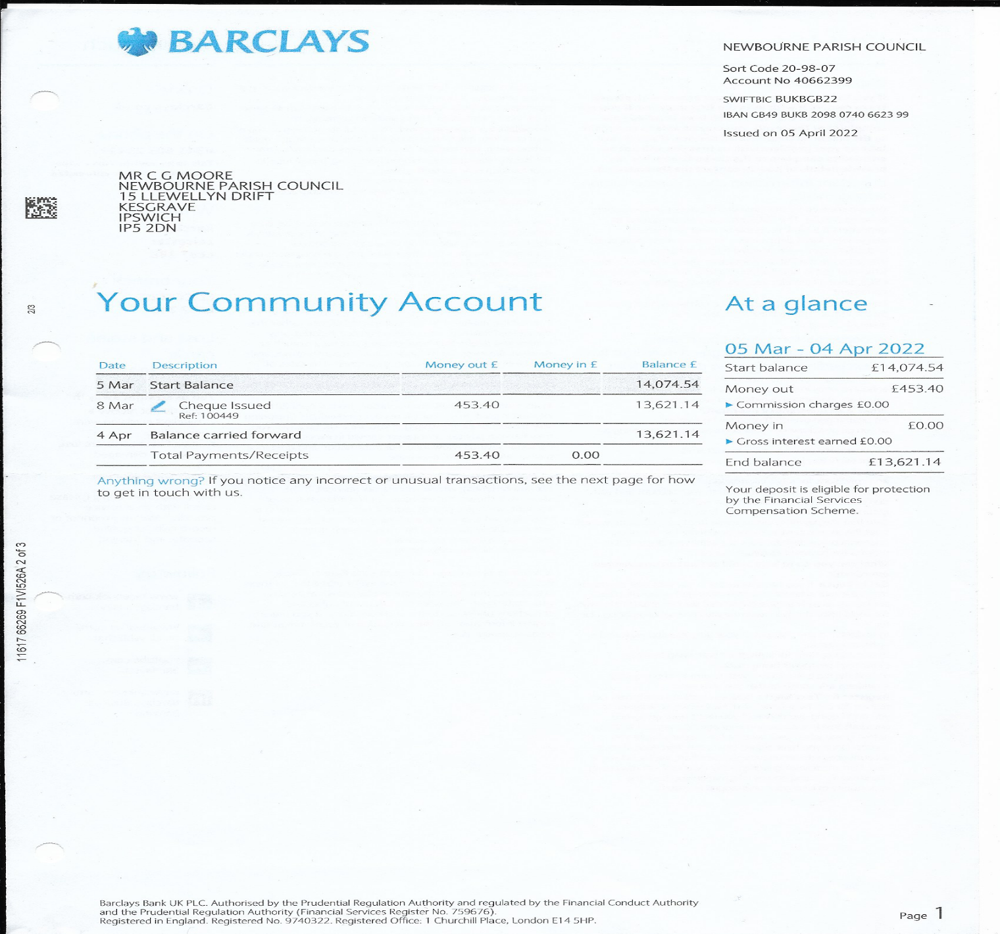 BARCLAYS
NEWBOURNE PARISH COUNCIL
Sort Code 20-98-07
Account No 40662399
SWIFTBIC BUKBGB22
IBAN GB49 BUKB 2098 0740 6623 99
Issued on 05 April 2022
MR C G MOORE
NEWBOURNE PARISH COUNCIL
15 LLEWELLYN DRIFT
KESGRAVE
IPSWICH
IP5 2DN
2/3
Your Community Account
Date Description Money out £ Money in £ Balance £
5 Mar Start Balance 14,074.54
8 Mar Cheque Issued 453.40 13,621.14
Ref: 100449
4 Apr Balance carried forward 13,621.14
Total Payments/Receipts 453.40 0.00
Anything wrong? If you notice any incorrect or unusual transactions, see the next page for how
to get in touch with us.
At a glance
05 Mar - 04 Apr 2022
Start balance £14,074.54
Money out £453.40
► Commission charges £0.00
Money in £0.00
► Gross interest earned £0.00
End balance £13,621.14
Your deposit is eligible for protection
by the Financial Services
Compensation Scheme.
11617 66269 F1VI526A 2 of 3
Barclays Bank UK PLC. Authorised by the Prudential Regulation Authority and regulated by the Financial Conduct Authority
and the Prudential Regulation Authority (Financial Services Register No. 759676).
Registered in England. Registered No. 9740322. Registered Office: 1 Churchill Place, London E14 5HP.
Page 1